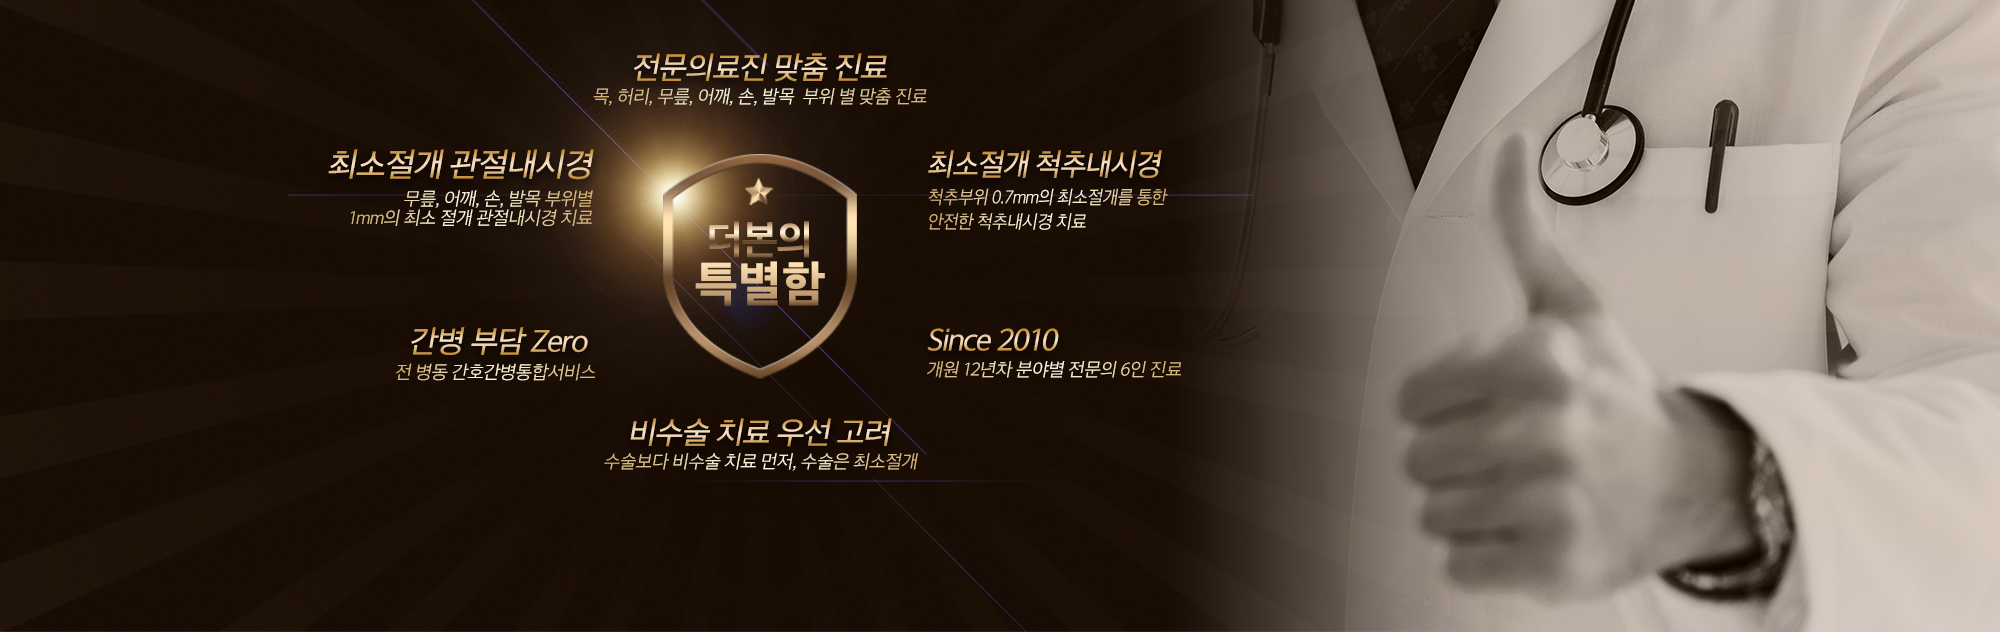 전문의료진 맞춤 진료
목, 허리, 무릎, 어깨, 손, 발목 부위 별 맞춤 진료
최소절개 관절내시경
무릎, 어깨, 손, 발목 부위별
1mm의 최소 절개 관절내시경 치료
더본의
특별함
최소절개 척추내시경
척추부위 0.7mm의 최소절개를 통한
안전한 척추내시경 치료
간병 부담 Zero
전 병동 간호간병통합서비스
Since 2010
개원 12년차 분야별 전문의 6인 진료
비수술 치료 우선 고려
수술보다 비수술 치료 먼저, 수술은 최소절개